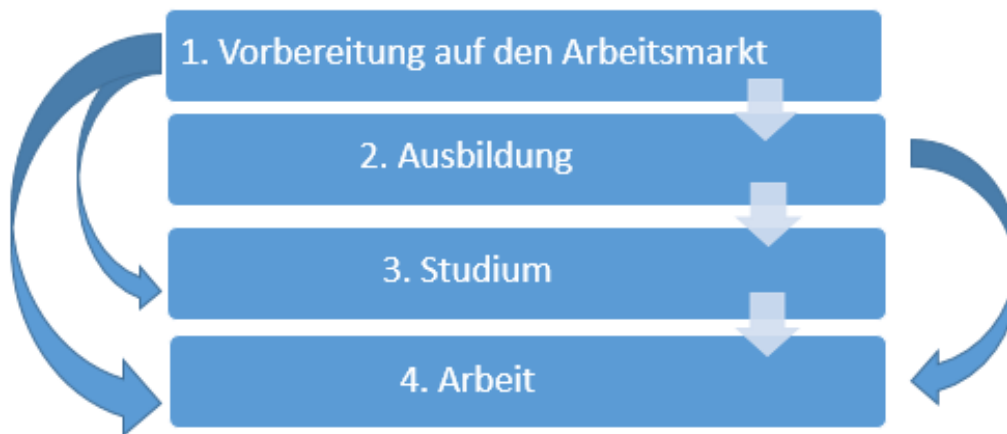 1. Vorbereitung auf den Arbeitsmarkt
2. Ausbildung
3. Studium
4. Arbeit